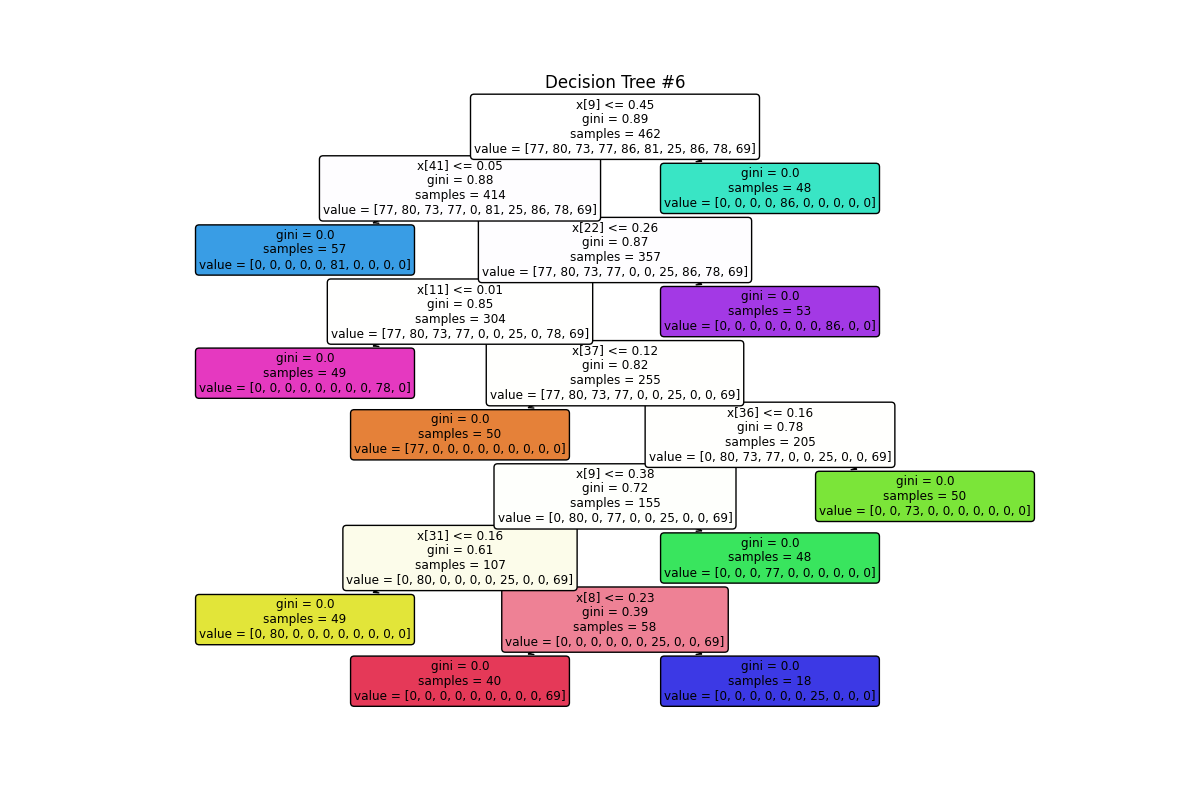 Decision Tree #6
x[9] <= 0.45
gini = 0.89
samples = 462
value = [77, 80, 73, 77, 86, 81, 25, 86, 78, 69]
x[41] <= 0.05
gini = 0.88
samples = 414
value = [77, 80, 73, 77, 0, 81, 25, 86, 78, 69]
gini = 0.0
samples = 48
value = [0, 0, 0, 0, 86, 0, 0, 0, 0, 0]
gini = 0.0
samples = 57
value = [0, 0, 0, 0, 0, 81, 0, 0, 0, 0]
x[22] <= 0.26
gini = 0.87
samples = 357
value = [77, 80, 73, 77, 0, 0, 25, 86, 78, 69]
x[11] <= 0.01
gini = 0.85
samples = 304
value = [77, 80, 73, 77, 0, 0, 25, 0, 78, 69]
gini = 0.0
samples = 53
value = [0, 0, 0, 0, 0, 0, 0, 86, 0, 0]
gini = 0.0
samples = 49
value = [0, 0, 0, 0, 0, 0, 0, 0, 78, 0]
x[37] <= 0.12
gini = 0.82
samples = 255
value = [77, 80, 73, 77, 0, 0, 25, 0, 0, 69]
gini = 0.0
samples = 50
value = [77, 0, 0, 0, 0, 0, 0, 0, 0, 0]
x[36] <= 0.16
gini = 0.78
samples = 205
value = [0, 80, 73, 77, 0, 0, 25, 0, 0, 69]
x[9] <= 0.38
gini = 0.72
samples = 155
value = [0, 80, 0, 77, 0, 0, 25, 0, 0, 69]
gini = 0.0
samples = 50
value = [0, 0, 73, 0, 0, 0, 0, 0, 0, 0]
x[31] <= 0.16
gini = 0.61
samples = 107
value = [0, 80, 0, 0, 0, 0, 25, 0, 0, 69]
gini = 0.0
samples = 48
value = [0, 0, 0, 77, 0, 0, 0, 0, 0, 0]
gini = 0.0
samples = 49
value = [0, 80, 0, 0, 0, 0, 0, 0, 0, 0]
x[8] <= 0.23
gini = 0.39
samples = 58
value = [0, 0, 0, 0, 0, 0, 25, 0, 0, 69]
gini = 0.0
samples = 40
value = [0, 0, 0, 0, 0, 0, 0, 0, 0, 69]
gini = 0.0
samples = 18
value = [0, 0, 0, 0, 0, 0, 25, 0, 0, 0]